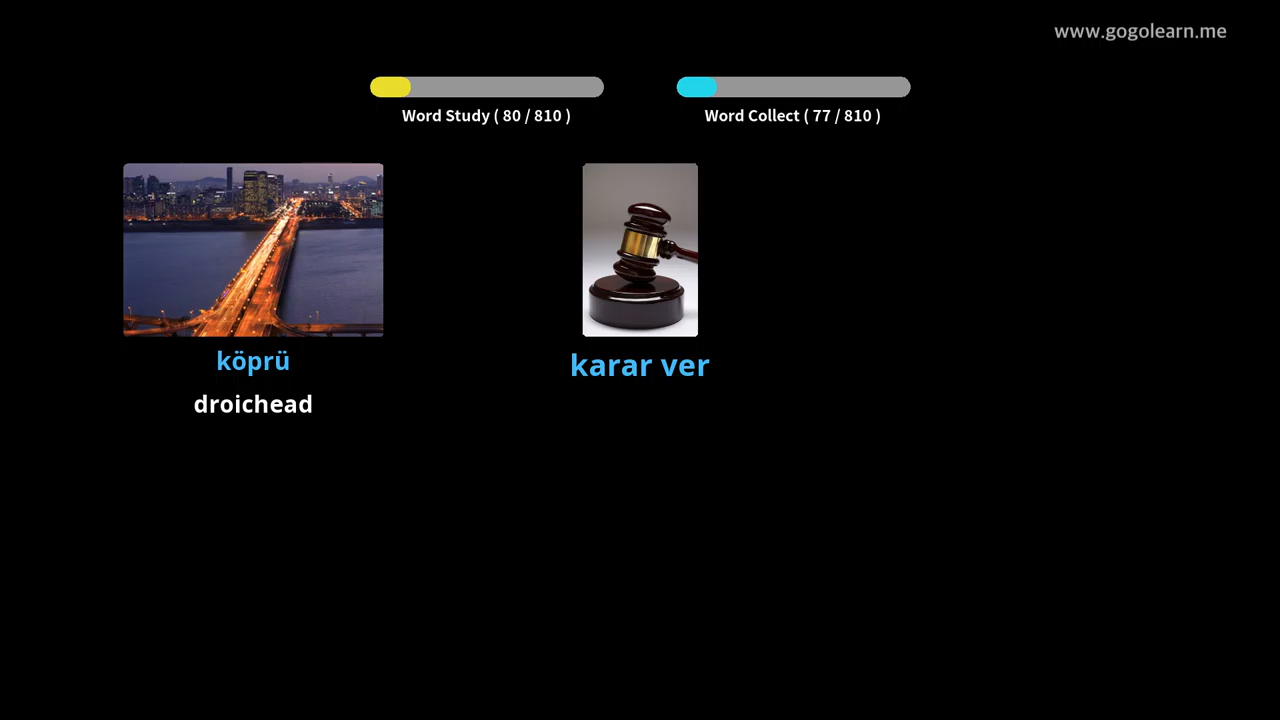 www.gogolearn.me
Word Study ( 80 / 810 )
Word Collect ( 77 / 810 )
köprü
droichead
karar ver